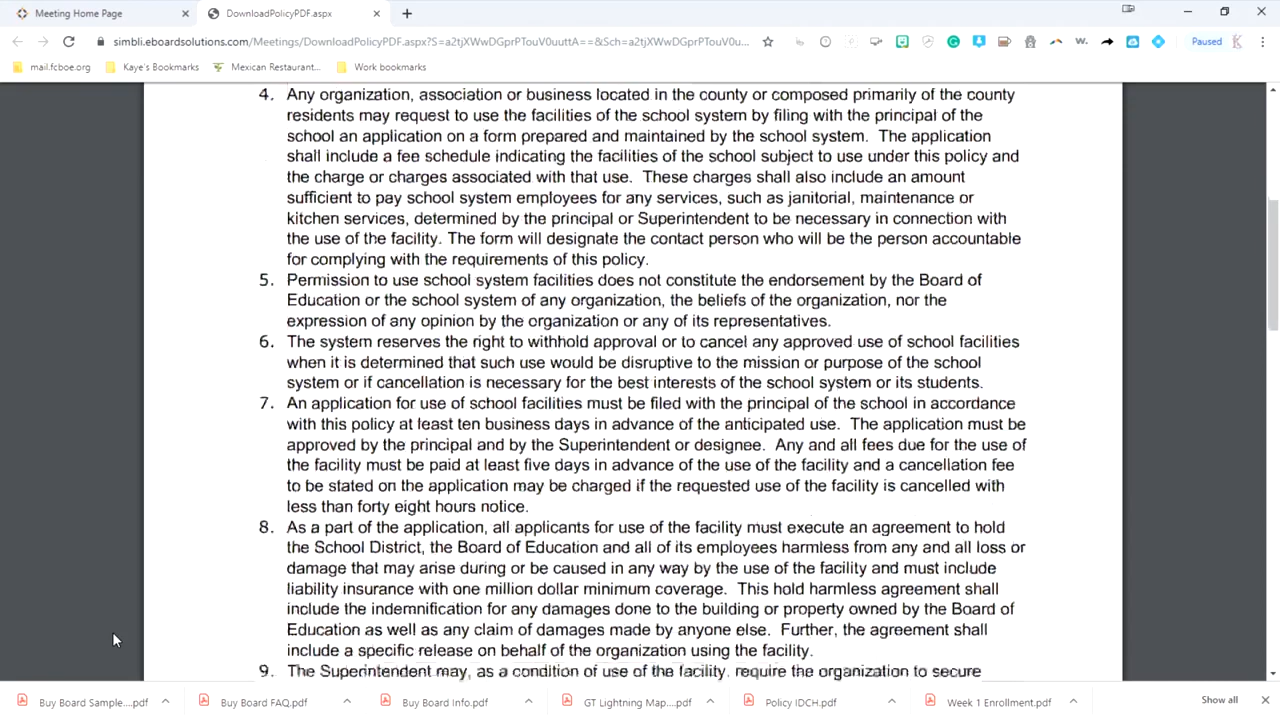 Meeting Home Page
DownloadPolicyPDF.aspx
simbli.eboardsolutions.com/Meetings/DownloadPolicyPDF.aspx?S=a2tjXWwDGprPTouV0uuttA==&Sch=a2tjXWwDGprPTouV0u...
Paused
mail.fcboe.org
Kaye's Bookmarks
Mexican Restaurant...
Work bookmarks
4. Any organization, association or business located in the county or composed primarily of the county
residents may request to use the facilities of the school system by filing with the principal of the
school an application on a form prepared and maintained by the school system. The application
shall include a fee schedule indicating the facilities of the school subject to use under this policy and
the charge or charges associated with that use. These charges shall also include an amount
sufficient to pay school system employees for any services, such as janitorial, maintenance or
kitchen services, determined by the principal or Superintendent to be necessary in connection with
the use of the facility. The form will designate the contact person who will be the person accountable
for complying with the requirements of this policy.
5. Permission to use school system facilities does not constitute the endorsement by the Board of
Education or the school system of any organization, the beliefs of the organization, nor the
expression of any opinion by the organization or any of its representatives.
6. The system reserves the right to withhold approval or to cancel any approved use of school facilities
when it is determined that such use would be disruptive to the mission or purpose of the school
system or if cancellation is necessary for the best interests of the school system or its students.
7. An application for use of school facilities must be filed with the principal of the school in accordance
with this policy at least ten business days in advance of the anticipated use. The application must be
approved by the principal and by the Superintendent or designee. Any and all fees due for the use of
the facility must be paid at least five days in advance of the use of the facility and a cancellation fee
to be stated on the application may be charged if the requested use of the facility is cancelled with
less than forty eight hours notice.
8. As a part of the application, all applicants for use of the facility must execute an agreement to hold
the School District, the Board of Education and all of its employees harmless from any and all loss or
damage that may arise during or be caused in any way by the use of the facility and must include
liability insurance with one million dollar minimum coverage. This hold harmless agreement shall
include the indemnification for any damages done to the building or property owned by the Board of
Education as well as any claim of damages made by anyone else. Further, the agreement shall
include a specific release on behalf of the organization using the facility.
9. The Superintendent may, as a condition of use of the facility, require the organization to secure
Buy Board Sample....pdf
Buy Board FAQ.pdf
Buy Board Info.pdf
GT Lightning Map....pdf
Policy IDCH.pdf
Week 1 Enrollment.pdf
Show all